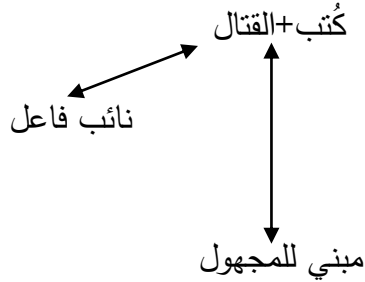 كُتب+القتال
نائب فاعل
مبني للمجهول